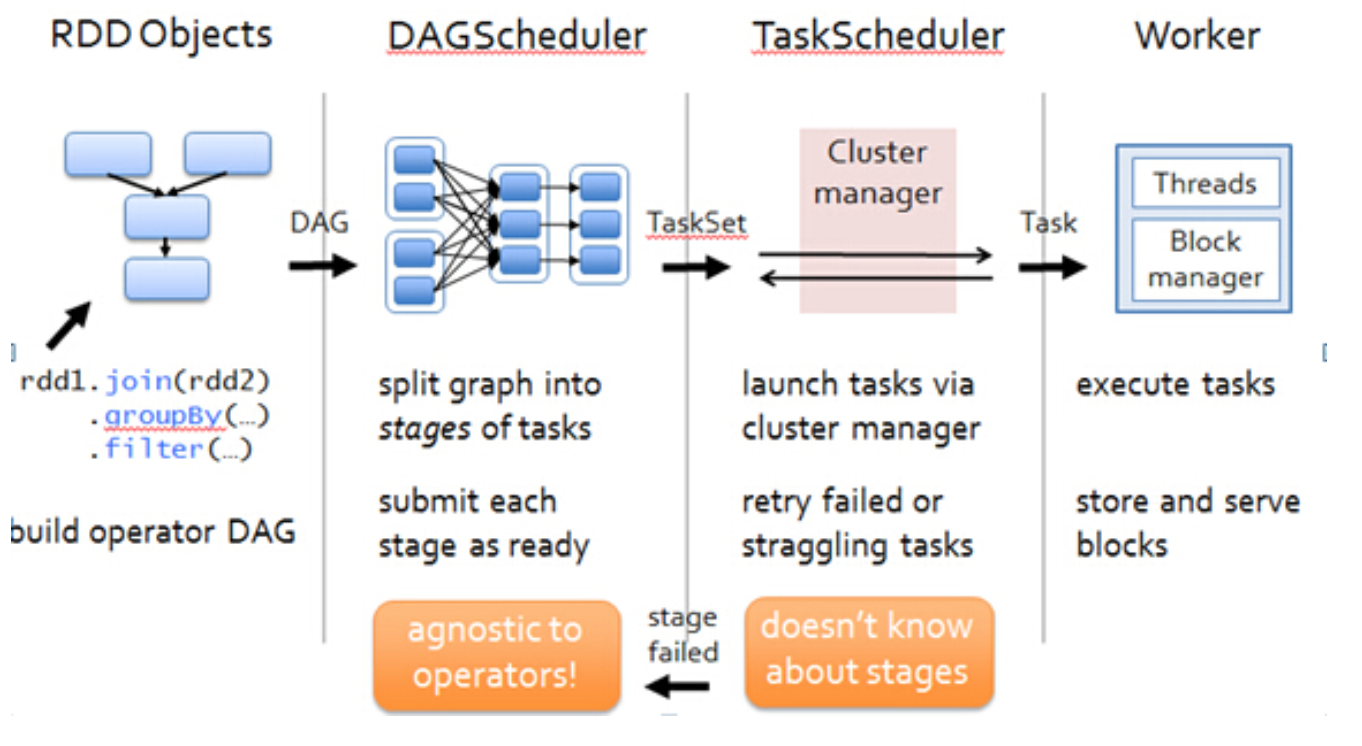 RDD Objects
DAGScheduler
TaskScheduler
Worker
DAG
TaskSet
Cluster
manager
Task
Threads
Block
manager
rdd1.join(rdd2)
.groupBy(…)
.filter(…)
build operator DAG
split graph into
stages of tasks
submit each
stage as ready
launch tasks via
cluster manager
retry failed or
straggling tasks
execute tasks
store and serve
blocks
agnostic to
operators!
stage
failed
doesn't know
about stages